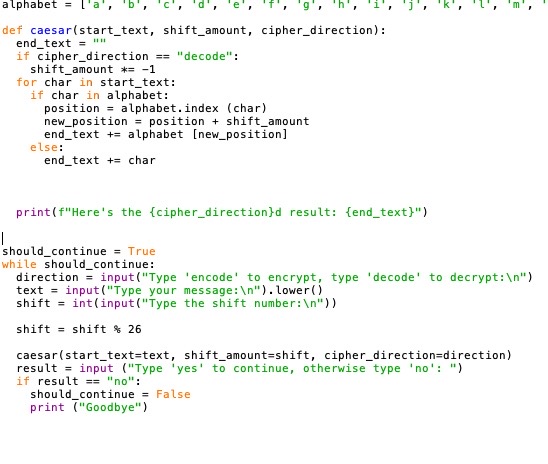 alphabet = ['a', 'b', 'c', 'd', 'e', 'f', 'g', 'h', 'i', 'j', 'k', 'l', 'm', '
def caesar(start_text, shift_amount, cipher_direction):
  end_text = ""
  if cipher_direction == "decode":
    shift_amount *= -1
  for char in start_text:
    if char in alphabet:
      position = alphabet.index (char)
      new_position = position + shift_amount
      end_text += alphabet [new_position]
    else:
      end_text += char
  print(f"Here's the {cipher_direction}d result: {end_text}")
should_continue = True
while should_continue:
  direction = input("Type 'encode' to encrypt, type 'decode' to decrypt:\n")
  text = input("Type your message:\n").lower()
  shift = int(input("Type the shift number:\n"))
  shift = shift % 26
  caesar(start_text=text, shift_amount=shift, cipher_direction=direction)
  result = input ("Type 'yes' to continue, otherwise type 'no': ")
  if result == "no":
    should_continue = False
    print ("Goodbye")